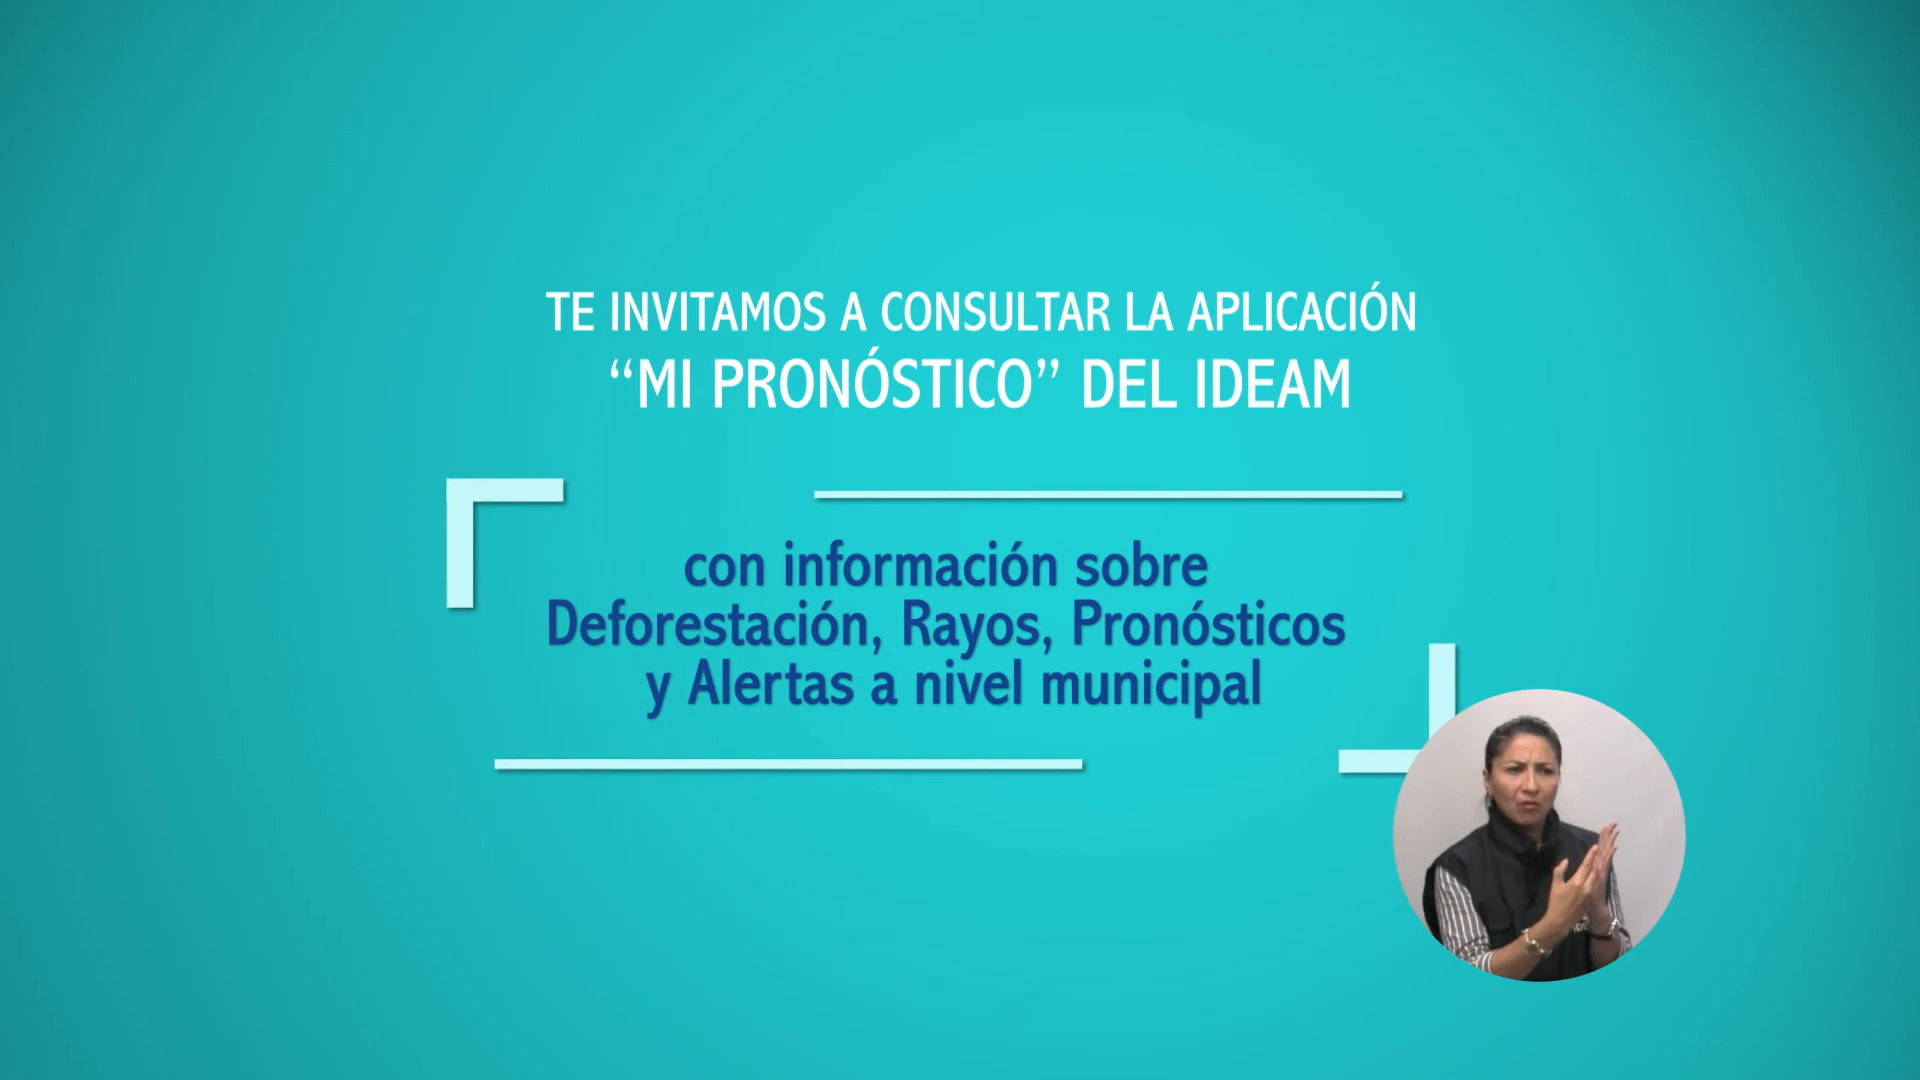 TE INVITAMOS A CONSULTAR LA APLICACIÓN
“MI PRONÓSTICO” DEL IDEAM
con información sobre
Deforestación, Rayos, Pronósticos
y Alertas a nivel municipal